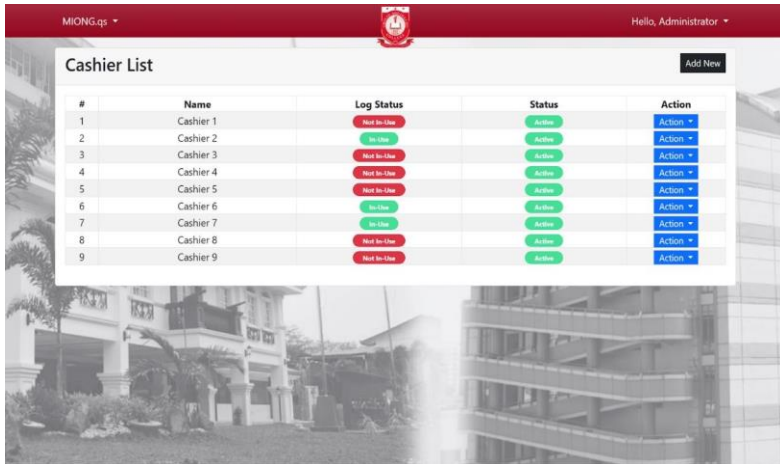 MIONG.qs
Hello, Administrator
Cashier List
Add New
# Name Log Status Status Action
1 Cashier 1 Not In-Use Active Action
2 Cashier 2 In-Use Active Action
3 Cashier 3 Not In-Use Active Action
4 Cashier 4 Not In-Use Active Action
5 Cashier 5 Not In-Use Active Action
6 Cashier 6 In-Use Active Action
7 Cashier 7 In-Use Active Action
8 Cashier 8 Not In-Use Active Action
9 Cashier 9 Not In-Use Active Action